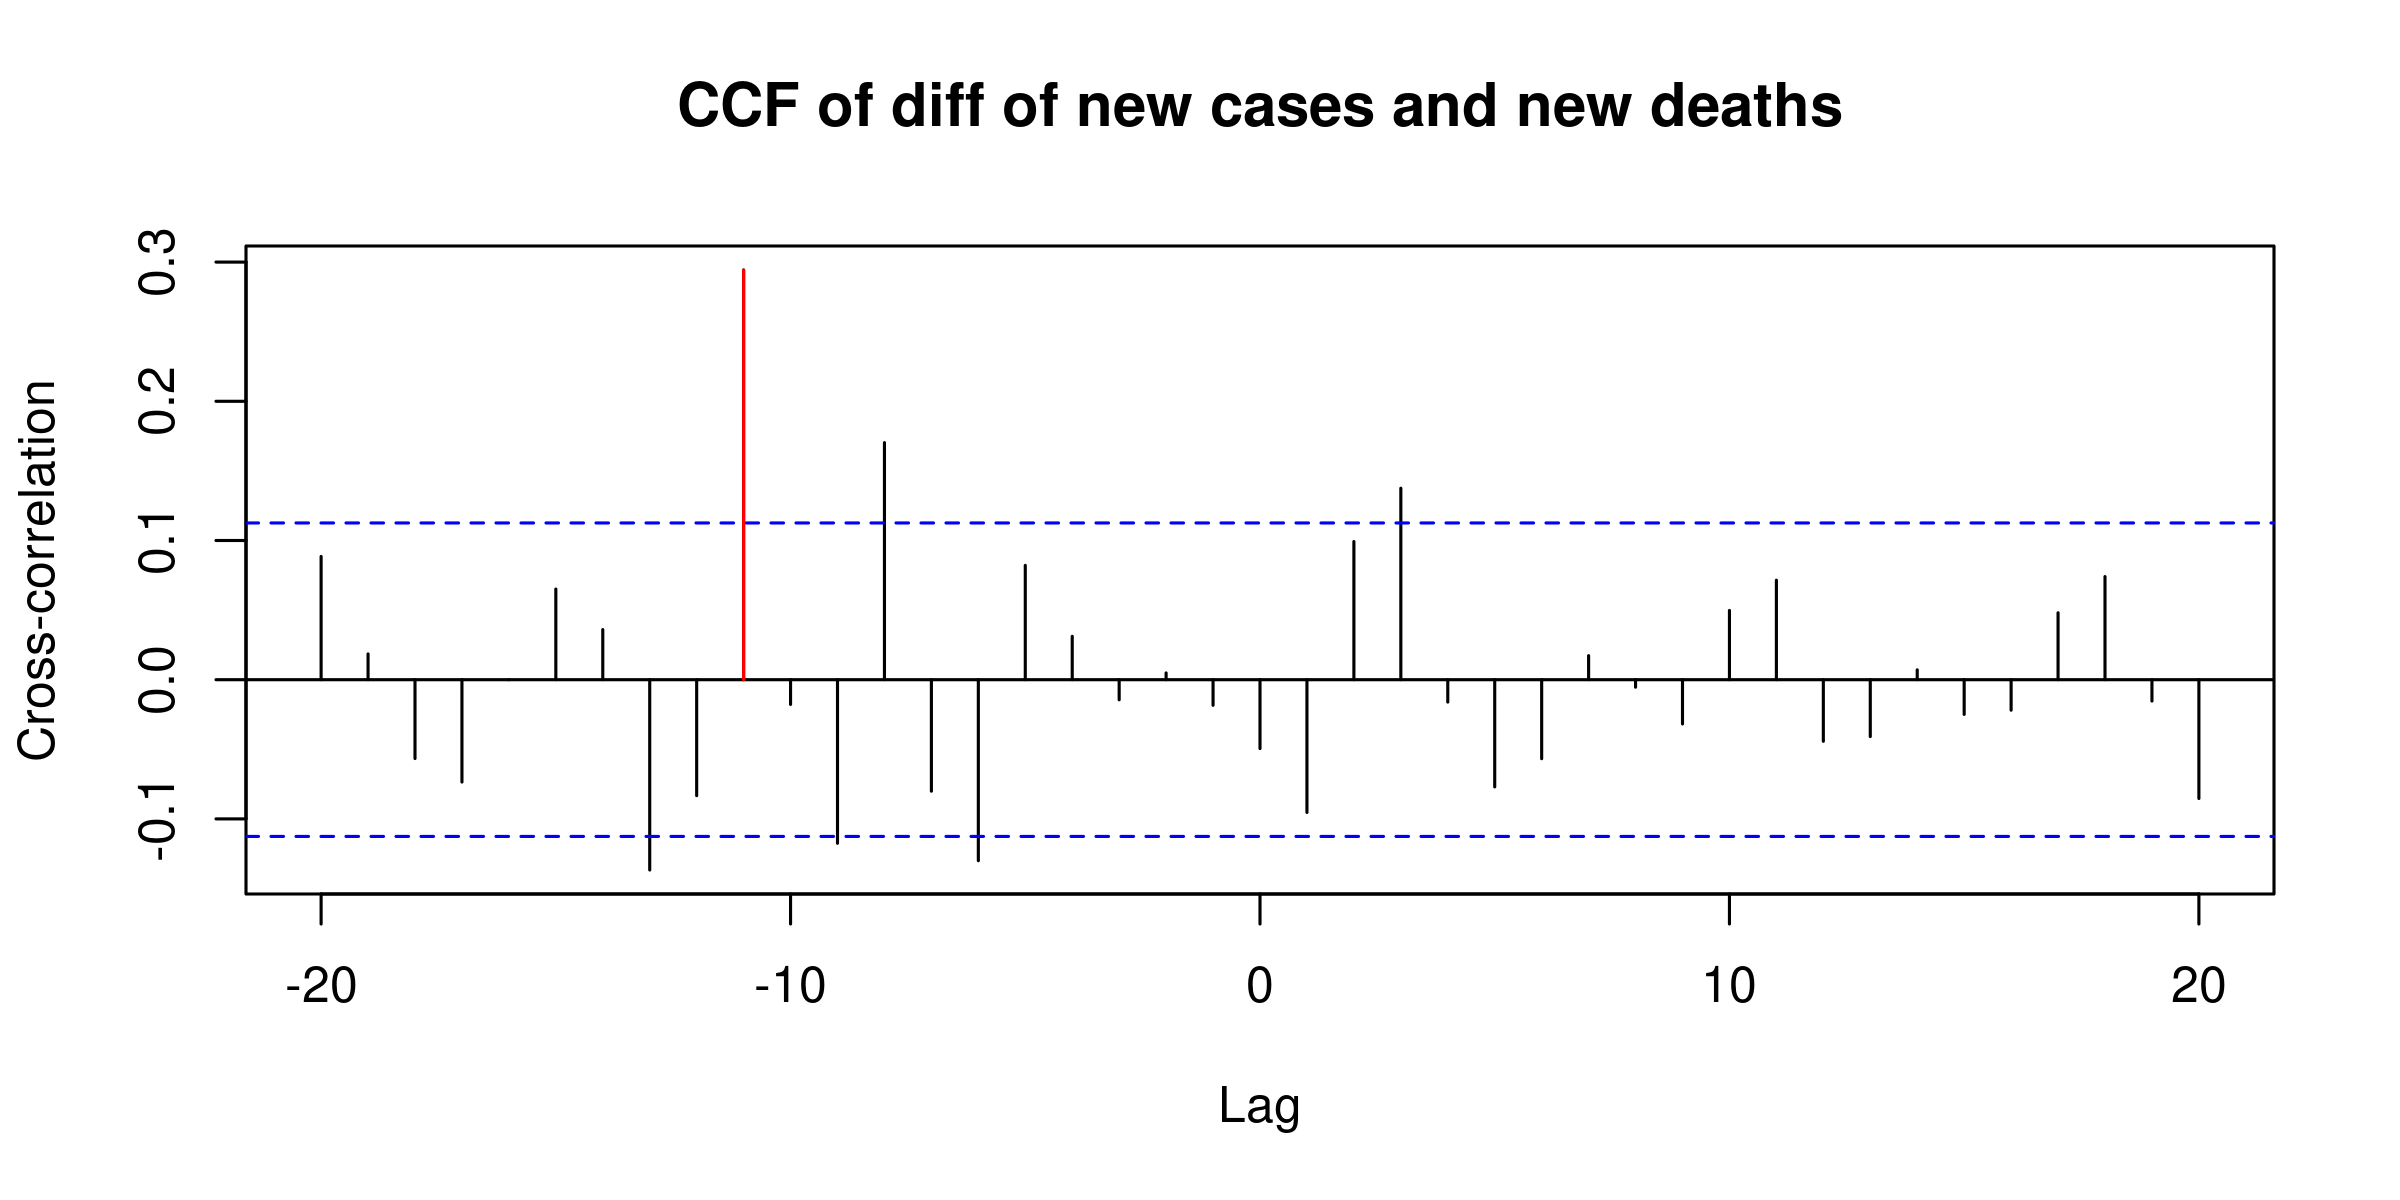 CCF of diff of new cases and new deaths
Cross-correlation
0.3
0.2
0.1
0.0
-0.1
-20 -10 0 10 20
Lag